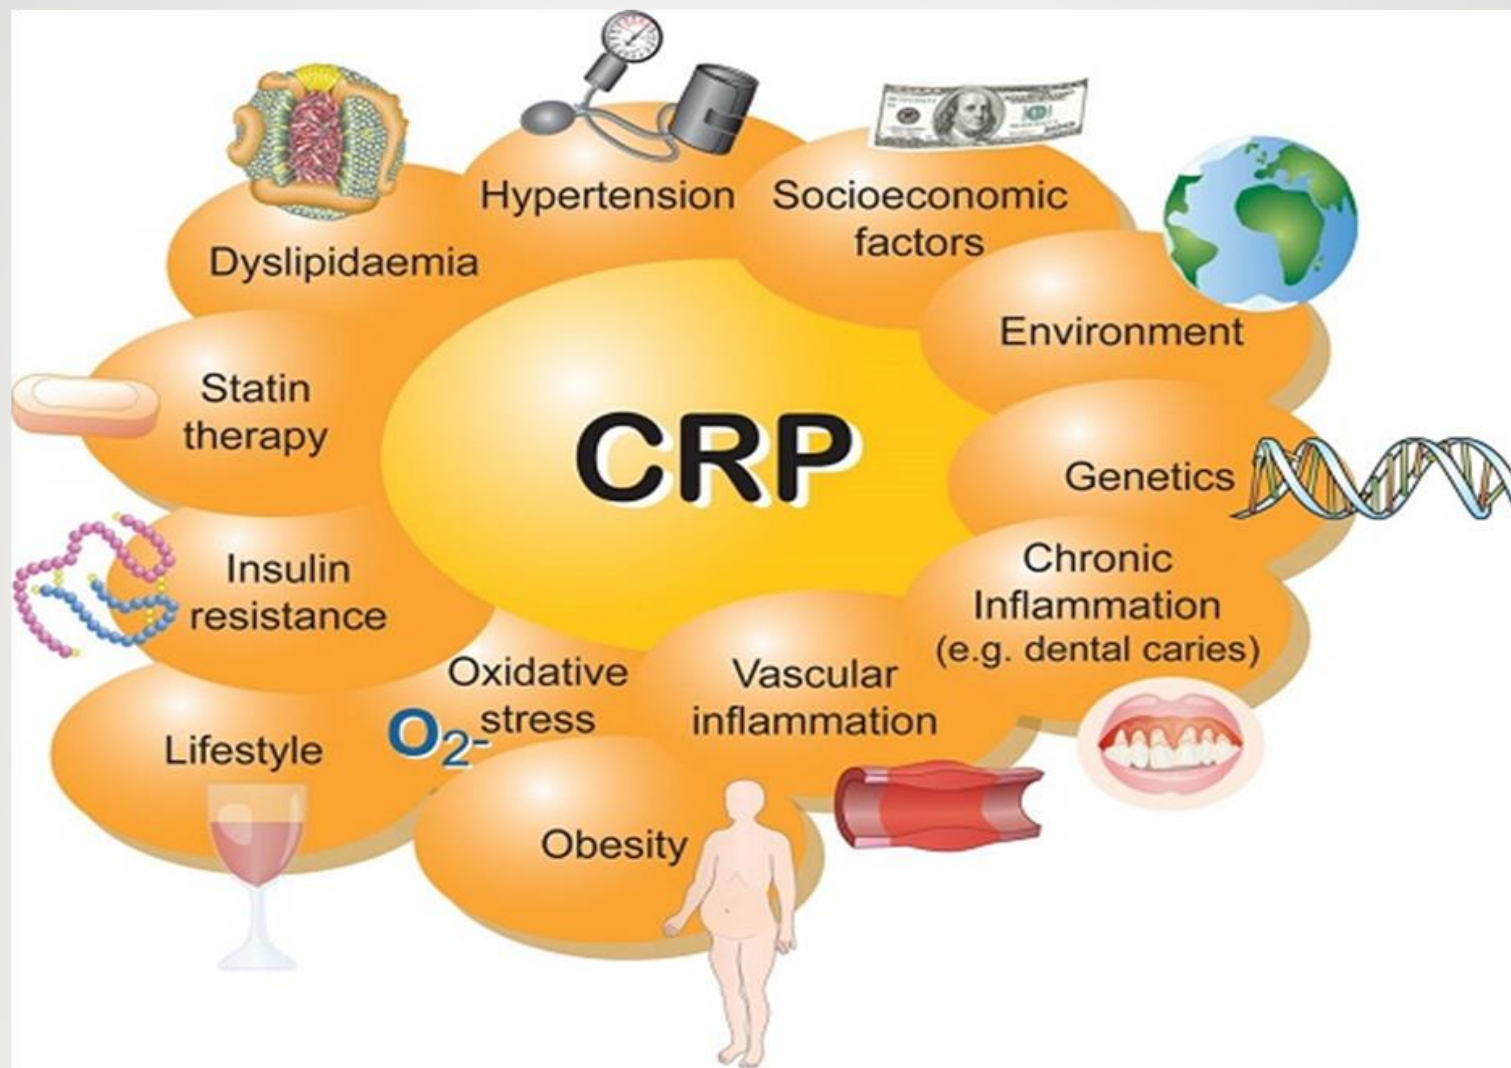 Hypertension
Socioeconomic
factors
Dyslipidaemia
Environment
Statin
therapy
CRP
Genetics
Insulin
resistance
Chronic
Inflammation
(e.g. dental caries)
Oxidative
stress
O2-
Vascular
inflammation
Lifestyle
Obesity